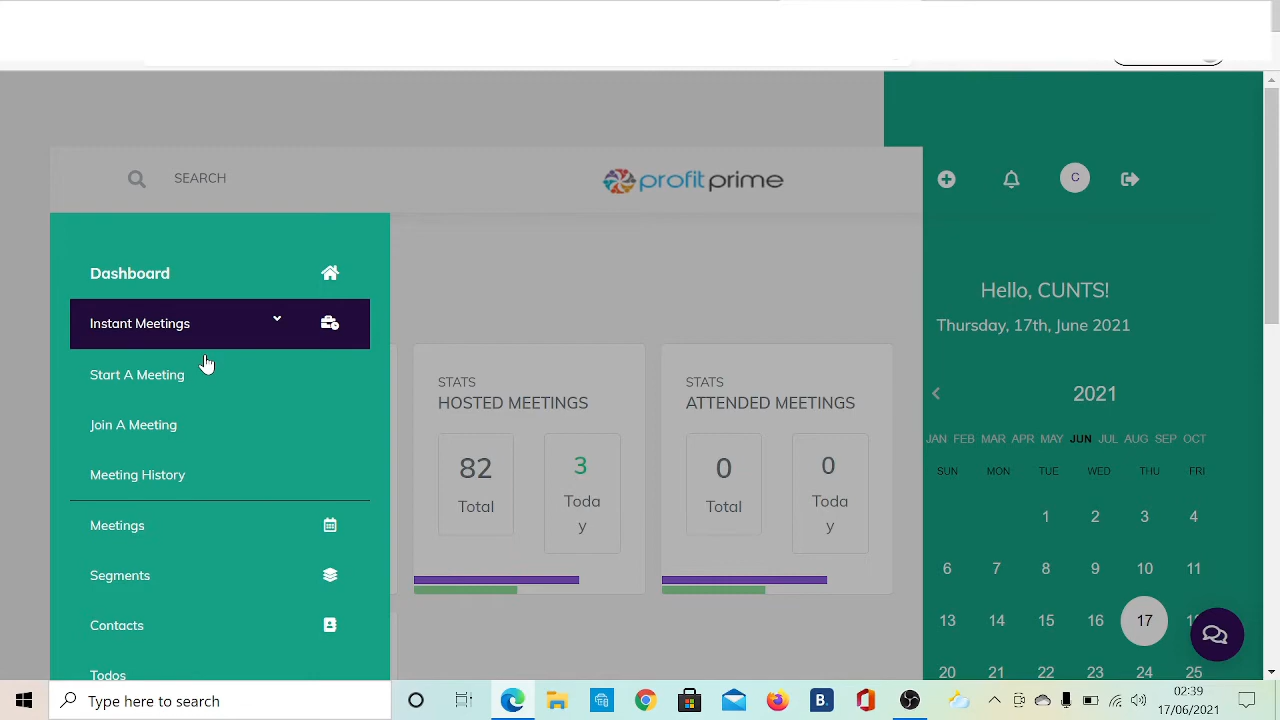 SEARCH
profit prime
C
Dashboard
Instant Meetings
Start A Meeting
Join A Meeting
Meeting History
Meetings
Segments
Contacts
Todos
STATS
HOSTED MEETINGS
82
Total
3
Toda
y
STATS
ATTENDED MEETINGS
0
Total
0
Toda
y
Hello, CUNTS!
Thursday, 17th, June 2021
2021
JAN FEB MAR APR MAY JUN JUL AUG SEP OCT
SUN MON TUE WED THU FRI
1 2 3 4
6 7 8 9 10 11
13 14 15 16 17
20 21 22 23 24 25
Type here to search
B.
02:39
17/06/2021